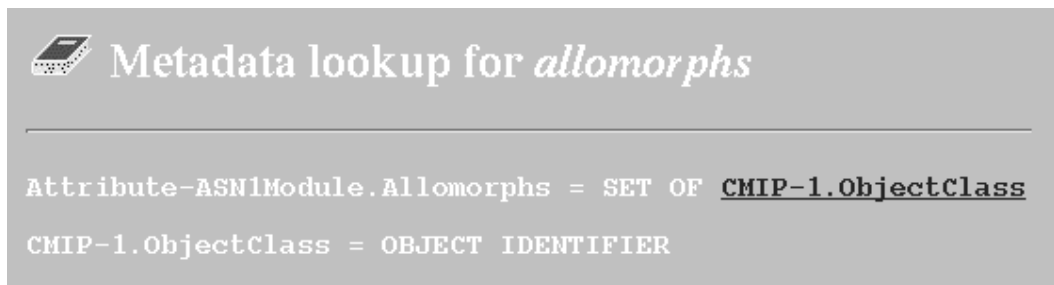 Metadata lookup for allomorphs
Attribute-ASN1Module.Allomorphs = SET OF CMIP-1.ObjectClass
CMIP-1.ObjectClass = OBJECT IDENTIFIER